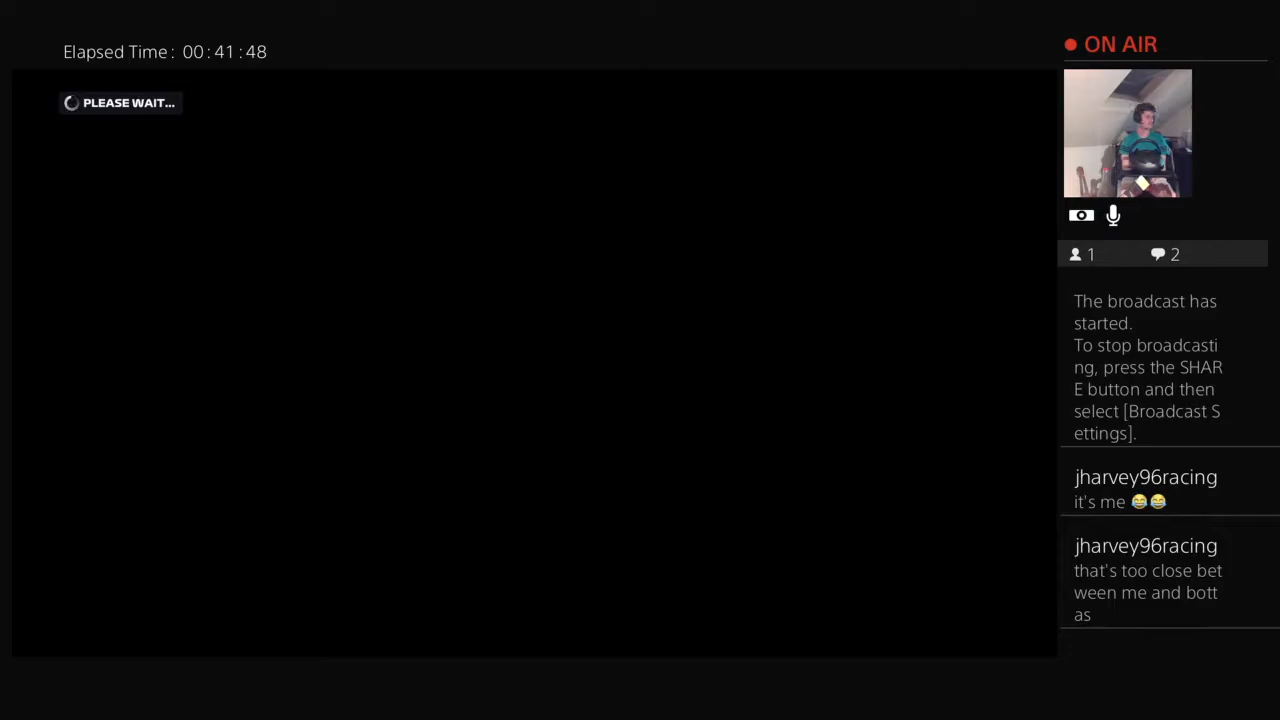 Elapsed Time: 00:41:48
ON AIR
PLEASE WAIT...
1 2
The broadcast has
started.
To stop broadcasti
ng, press the SHAR
E button and then
select [Broadcast S
ettings].
jharvey96racing
it's me 😂😂
jharvey96racing
that's too close bet
ween me and bott
as